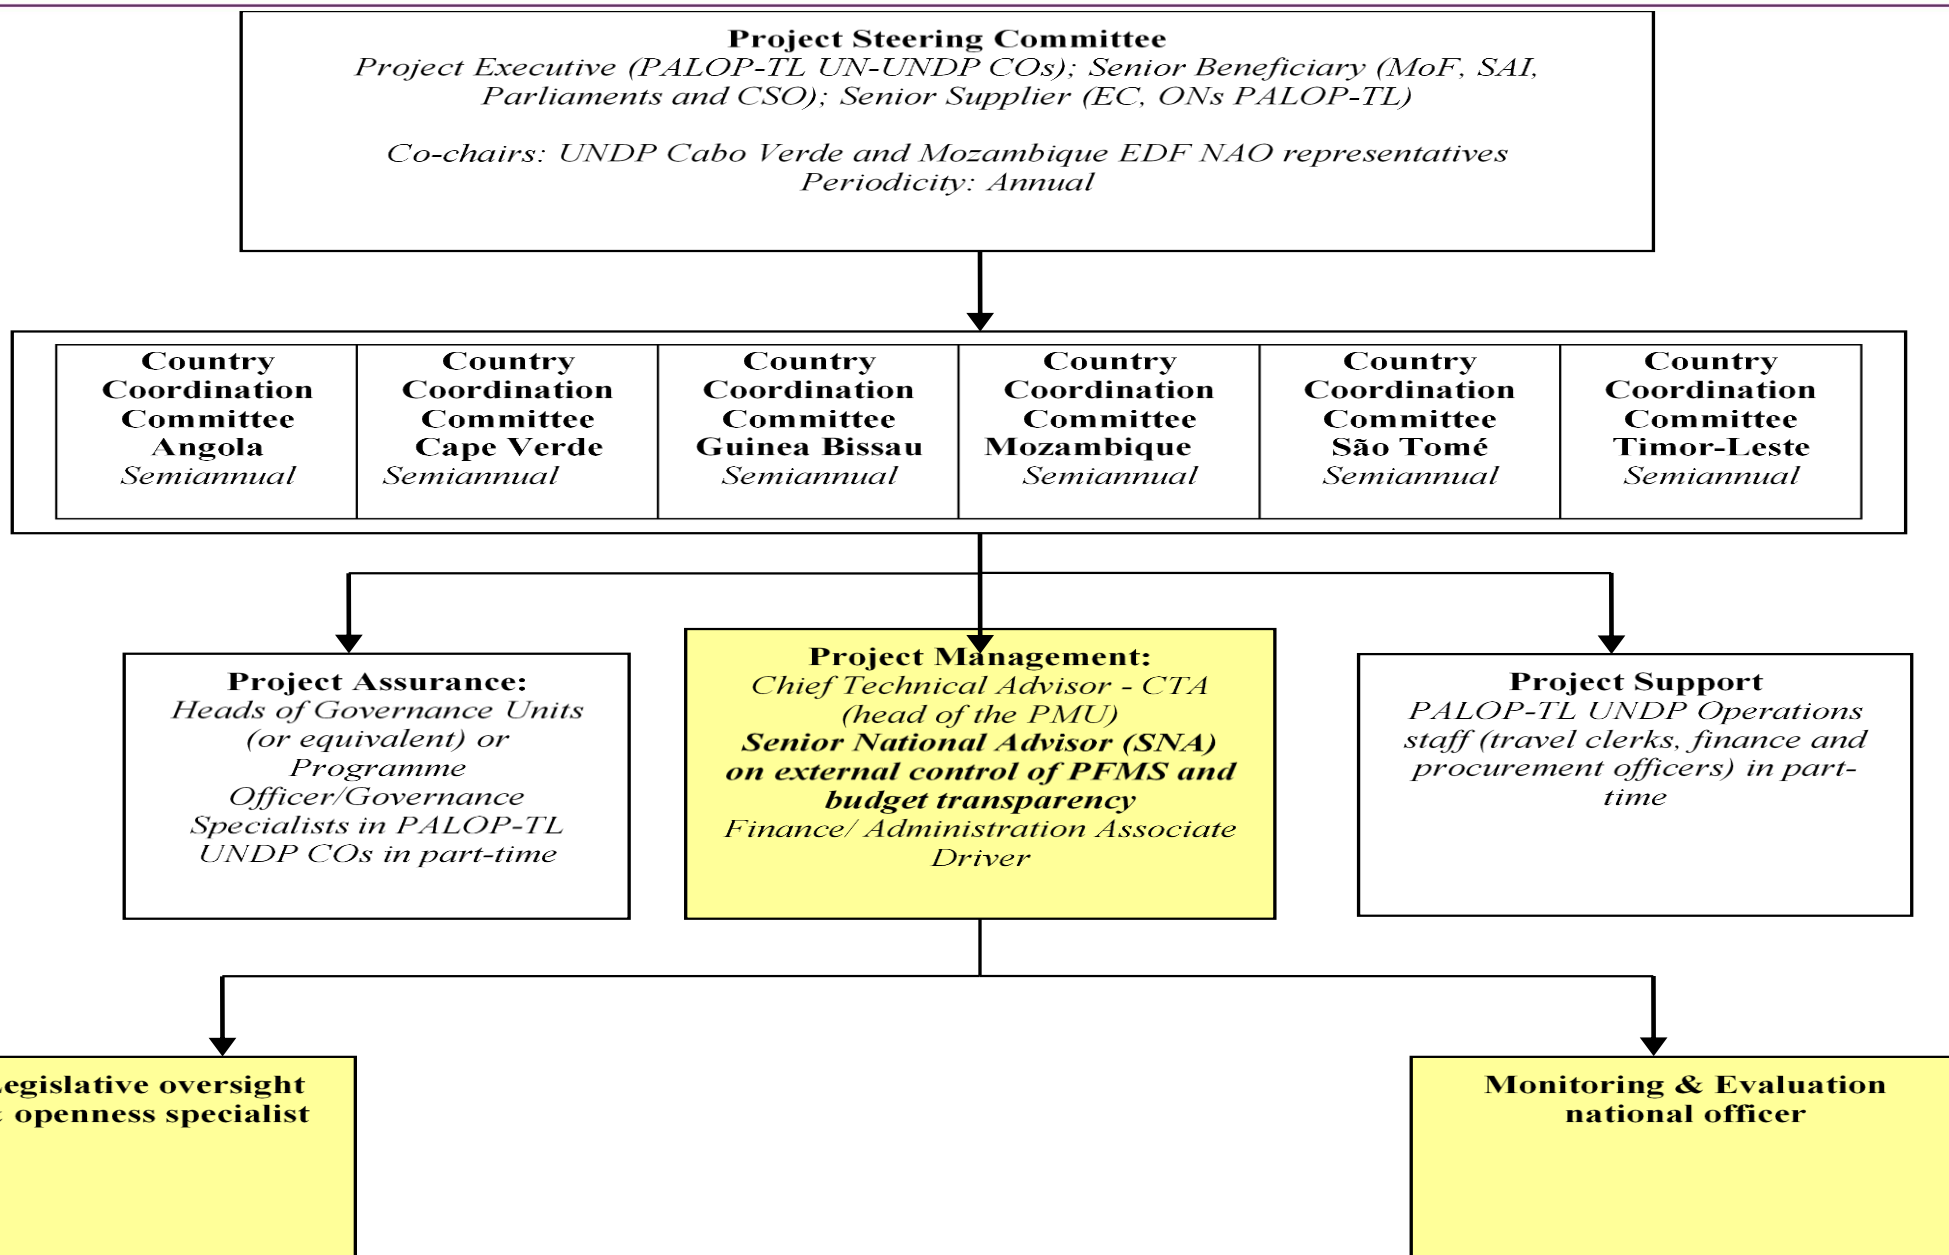 Project Steering Committee
Project Executive (PALOP-TL UN-UNDP COs); Senior Beneficiary (MoF, SAI,
Parliaments and CSO); Senior Supplier (EC, ONs PALOP-TL)
Co-chairs: UNDP Cabo Verde and Mozambique EDF NAO representatives
Periodicity: Annual
Country
Coordination
Committee
Angola
Semiannual
Country
Coordination
Committee
Cape Verde
Semiannual
Country
Coordination
Committee
Guinea Bissau
Semiannual
Country
Coordination
Committee
Mozambique
Semiannual
Country
Coordination
Committee
São Tomé
Semiannual
Country
Coordination
Committee
Timor-Leste
Semiannual
Project Assurance:
Heads of Governance Units
(or equivalent) or
Programme
Officer/Governance
Specialists in PALOP-TL
UNDP COs in part-time
Project Management:
Chief Technical Advisor - CTA
(head of the PMU)
Senior National Advisor (SNA)
on external control of PFMS and
budget transparency
Finance/ Administration Associate
Driver
Project Support
PALOP-TL UNDP Operations
staff (travel clerks, finance and
procurement officers) in part-
time
Legislative oversight
& openness specialist
Monitoring & Evaluation
national officer